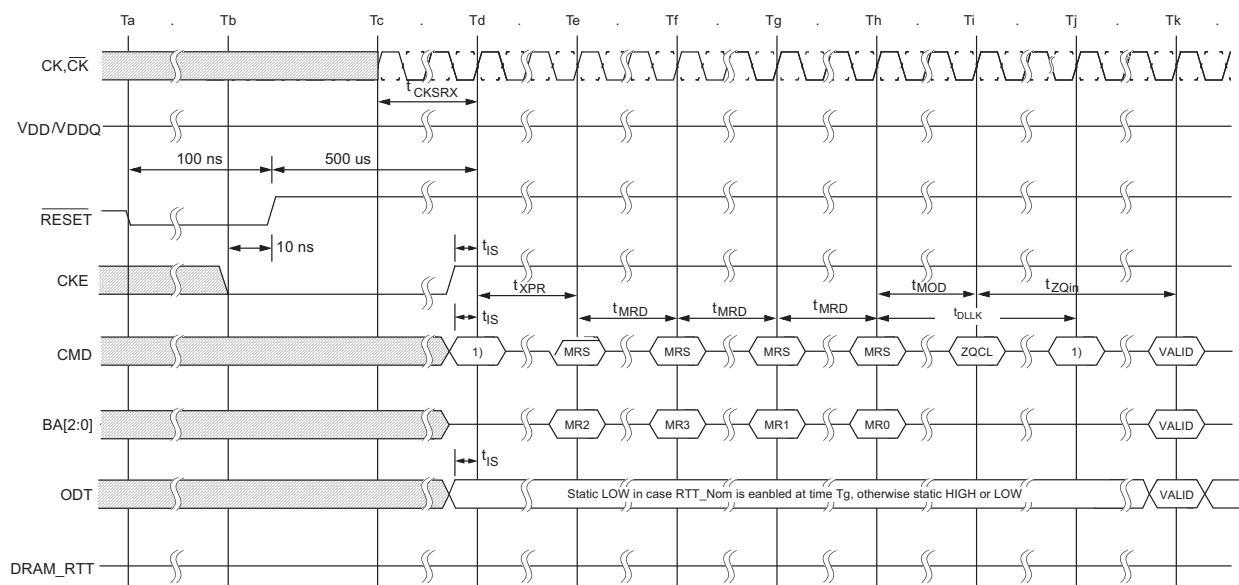 Ta . Tb . Tc . Td . Te . Tf . Tg . Th . Ti . Tj . Tk .
CK,CK
tCKSRX
VDD/VDDQ
100 ns 500 us
RESET
10 ns tIS
CKE
tXPR tMOD tZQin
tMRD tMRD tMRD tDLLK
tIS
CMD 1) MRS MRS MRS MRS ZQCL 1) VALID
BA[2:0] MR2 MR3 MR1 MR0 VALID
tIS
ODT Static LOW in case RTT_Nom is eanbled at time Tg, otherwise static HIGH or LOW VALID
DRAM_RTT